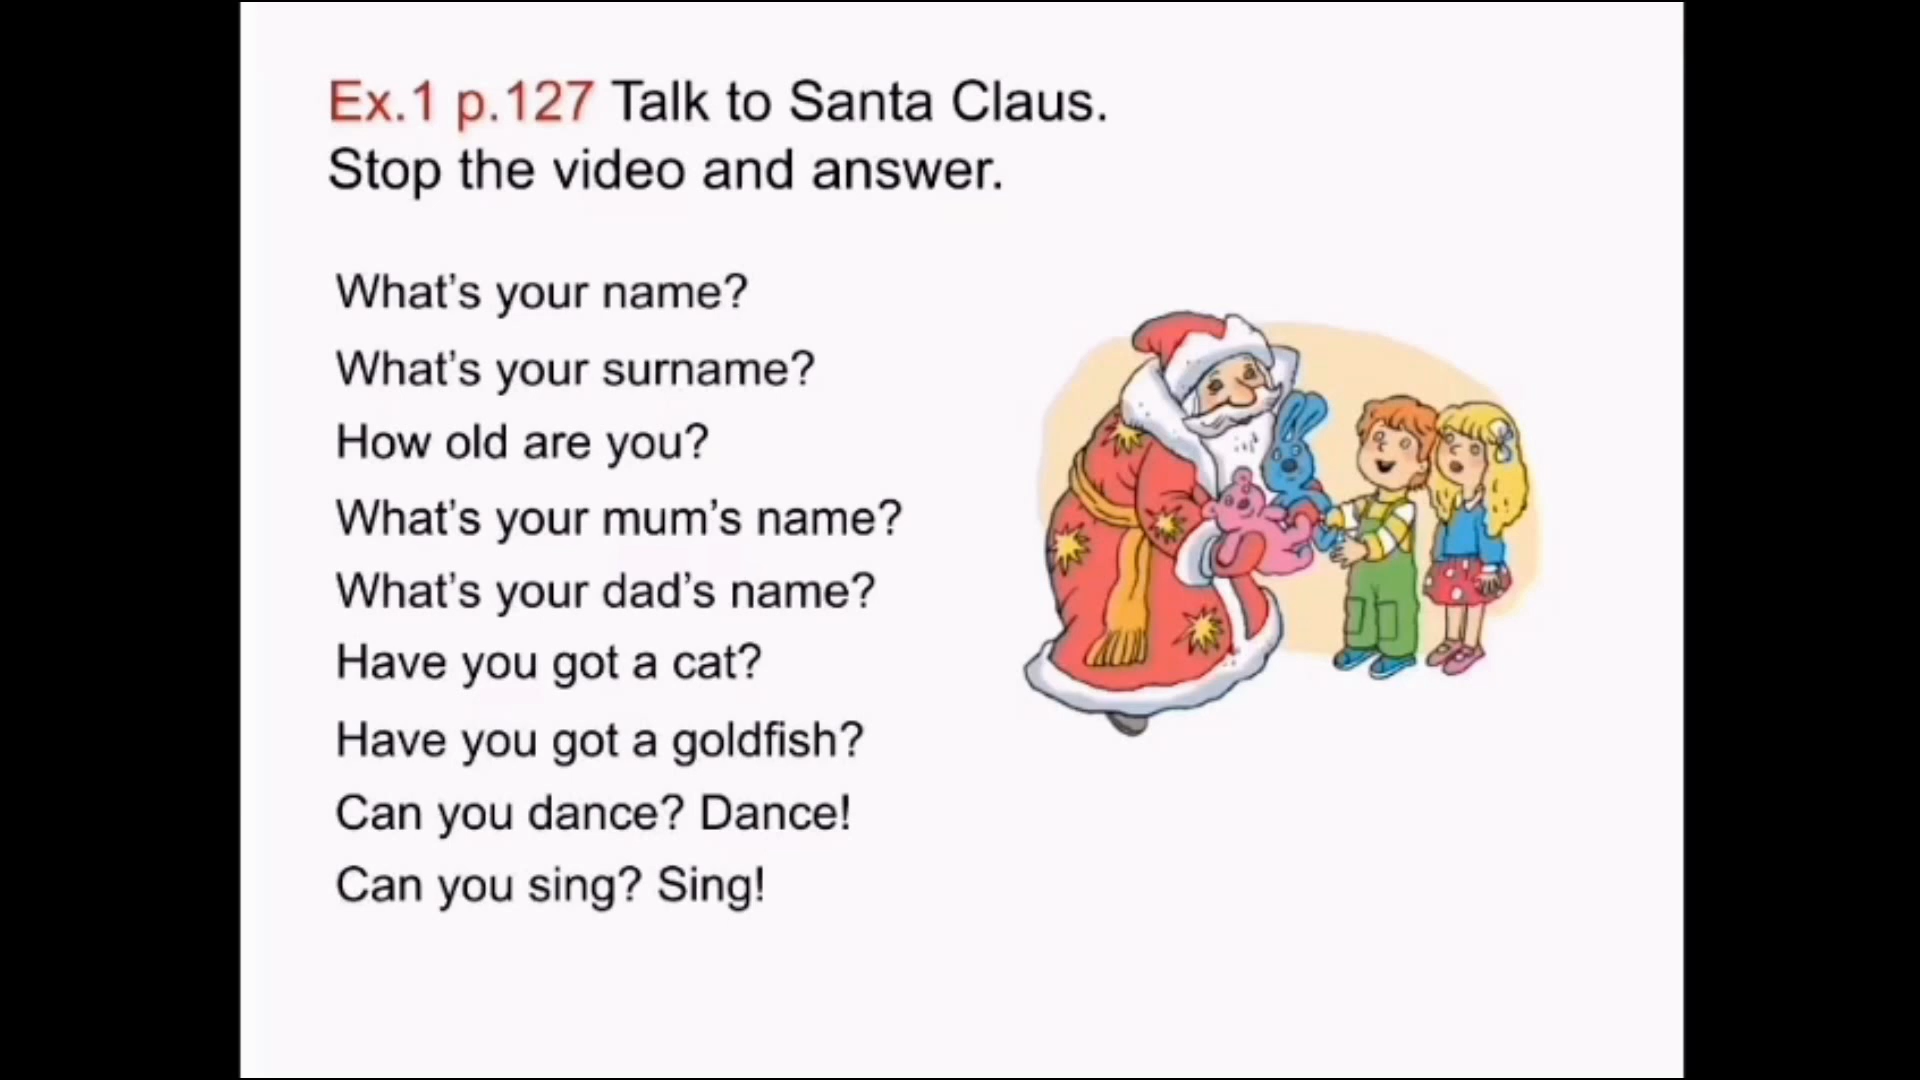 Ex.1 p.127 Talk to Santa Claus.
Stop the video and answer.
What’s your name?
What’s your surname?
How old are you?
What’s your mum’s name?
What’s your dad’s name?
Have you got a cat?
Have you got a goldfish?
Can you dance? Dance!
Can you sing? Sing!